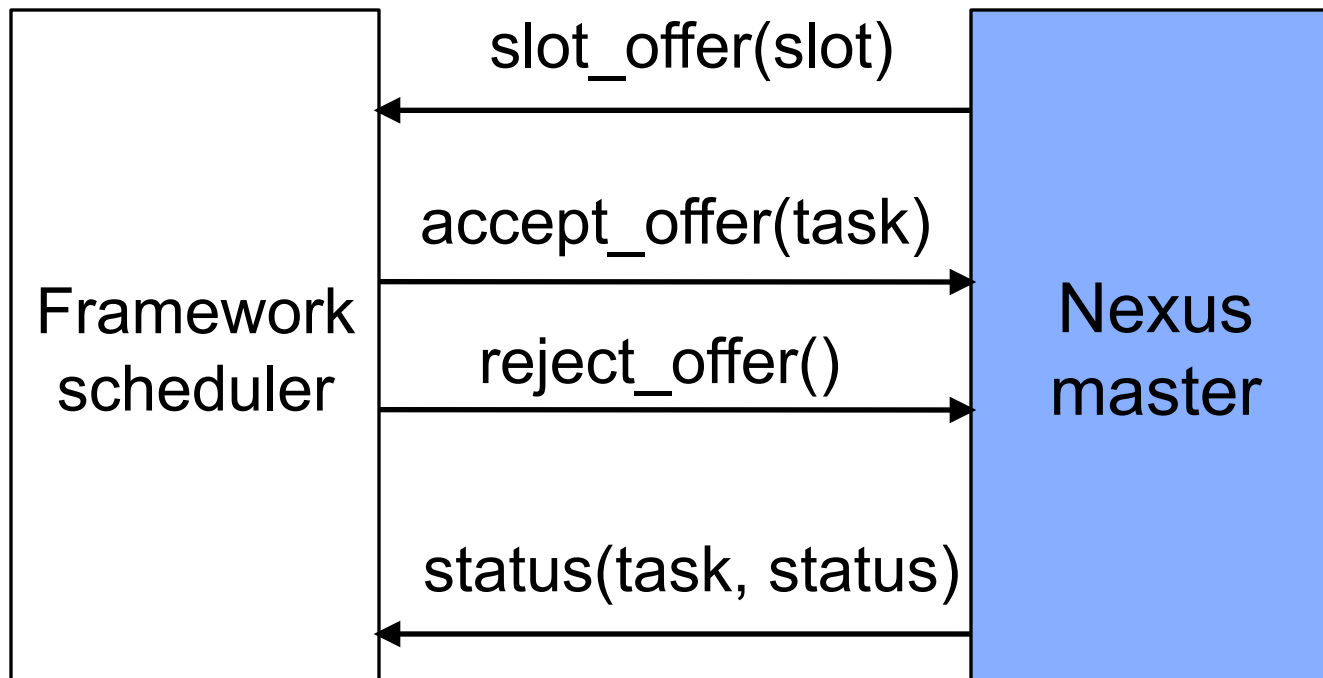 slot_offer(slot)
accept_offer(task)
Framework
scheduler
reject_offer()
Nexus
master
status(task, status)